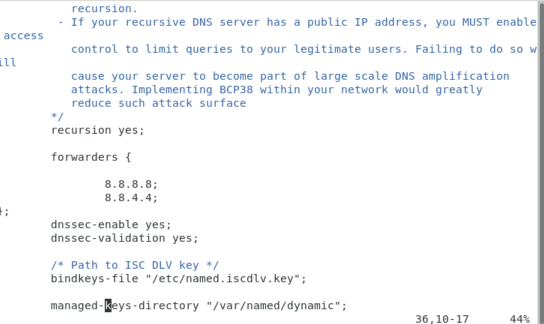 recursion.
- If your recursive DNS server has a public IP address, you MUST enable
access
control to limit queries to your legitimate users. Failing to do so w
ill
cause your server to become part of large scale DNS amplification
attacks. Implementing BCP38 within your network would greatly
reduce such attack surface
*/
recursion yes;
forwarders {
8.8.8.8;
8.8.4.4;
};
dnssec-enable yes;
dnssec-validation yes;
/* Path to ISC DLV key */
bindkeys-file "/etc/named.iscdlv.key";
managed-keys-directory "/var/named/dynamic";
36,10-17 44%